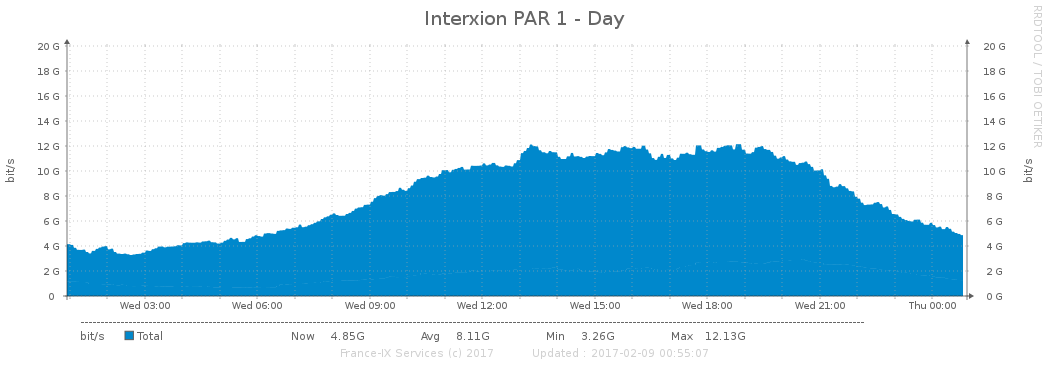 Interxion PAR 1 - Day
RRDTOOL / TOBI OETIKER
bit/s
20 G 20 G
18 G 18 G
16 G 16 G
14 G 14 G
12 G 12 G
10 G 10 G
8 G 8 G
6 G 6 G
4 G 4 G
2 G 2 G
0 0 G
bit/s
Wed 03:00 Wed 06:00 Wed 09:00 Wed 12:00 Wed 15:00 Wed 18:00 Wed 21:00 Thu 00:00
bit/s Total Now 4.85G Avg 8.11G Min 3.26G Max 12.13G
France-IX Services (c) 2017 Updated : 2017-02-09 00:55:07